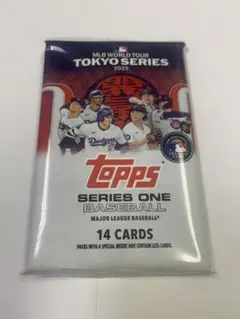 MLB WORLD TOUR
TOKYO SERIES
2025
Dodgers
topps
SERIES ONE
BASEBALL
MAJOR LEAGUE BASEBALL®
14 CARDS
PACKS WITH A SPECIAL INSERT MAY CONTAIN LESS CARDS.